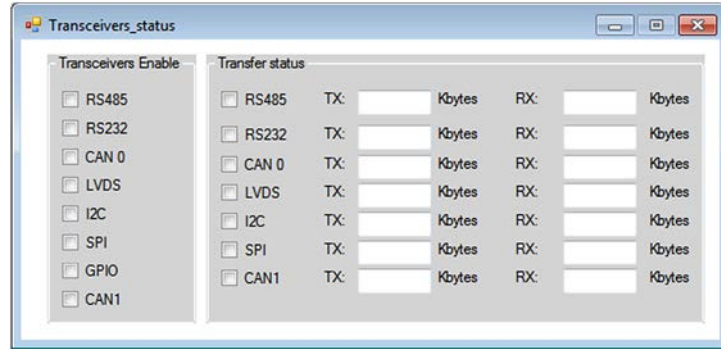 Transceivers_status
Transceivers Enable
RS485
RS232
CAN 0
LVDS
I2C
SPI
GPIO
CAN1
Transfer status
RS485 TX: Kbytes RX: Kbytes
RS232 TX: Kbytes RX: Kbytes
CAN 0 TX: Kbytes RX: Kbytes
LVDS TX: Kbytes RX: Kbytes
I2C TX: Kbytes RX: Kbytes
SPI TX: Kbytes RX: Kbytes
CAN1 TX: Kbytes RX: Kbytes